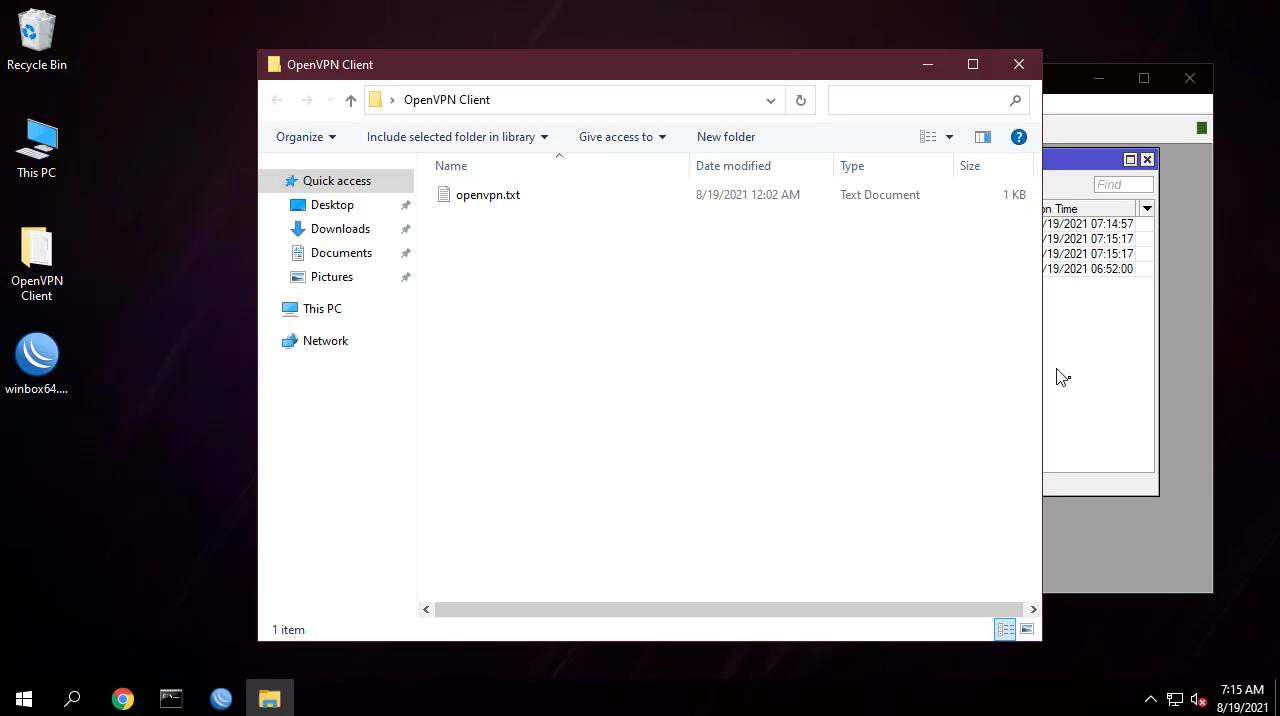 Recycle Bin
This PC
OpenVPN
Client
winbox64....
OpenVPN Client
OpenVPN Client
Organize
Include selected folder in library
Give access to
New folder
?
Name
Date modified
Type
Size
openvpn.txt
8/19/2021 12:02 AM
Text Document
1 KB
Quick access
Desktop
Downloads
Documents
Pictures
This PC
Network
1 item
Find
on Time
/19/2021 07:14:57
/19/2021 07:15:17
/19/2021 07:15:17
/19/2021 06:52:00
7:15 AM
8/19/2021